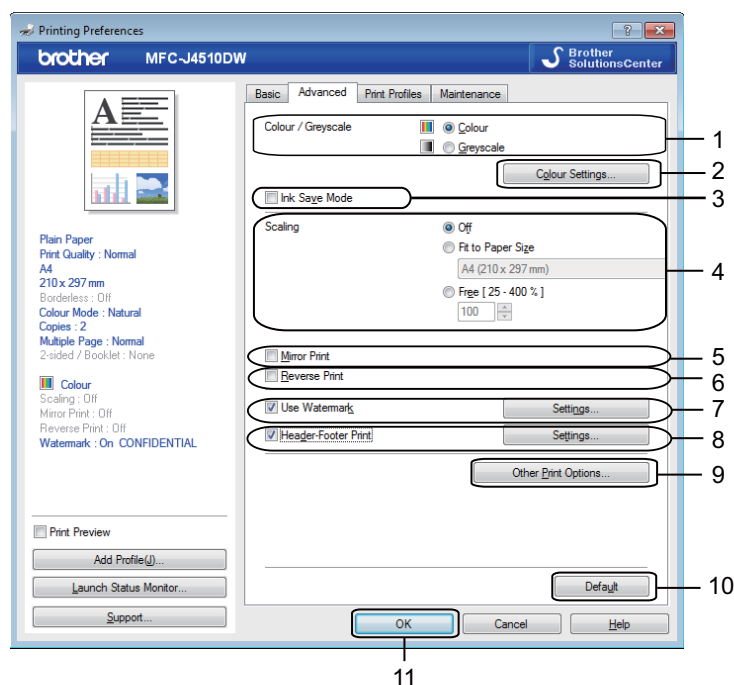 Printing Preferences
brother MFC-J4510DW
Brother
SolutionsCenter
Basic Advanced Print Profiles Maintenance
Colour / Greyscale Colour
Greyscale
1
Colour Settings...
2
Ink Save Mode
3
Scaling Off
Fit to Paper Size
A4 (210 x 297 mm)
Free [ 25 - 400 % ]
100
4
Mirror Print
5
Reverse Print
6
Use Watermark Settings...
7
Header-Footer Print Settings...
8
Other Print Options...
9
Default
10
OK Cancel Help
11
A
Plain Paper
Print Quality : Normal
A4
210 x 297 mm
Borderless : Off
Colour Mode : Natural
Copies : 2
Multiple Page : Normal
2-sided / Booklet : None
Colour
Scaling : Off
Mirror Print : Off
Reverse Print : Off
Watermark : On CONFIDENTIAL
Print Preview
Add Profile(J)...
Launch Status Monitor...
Support...